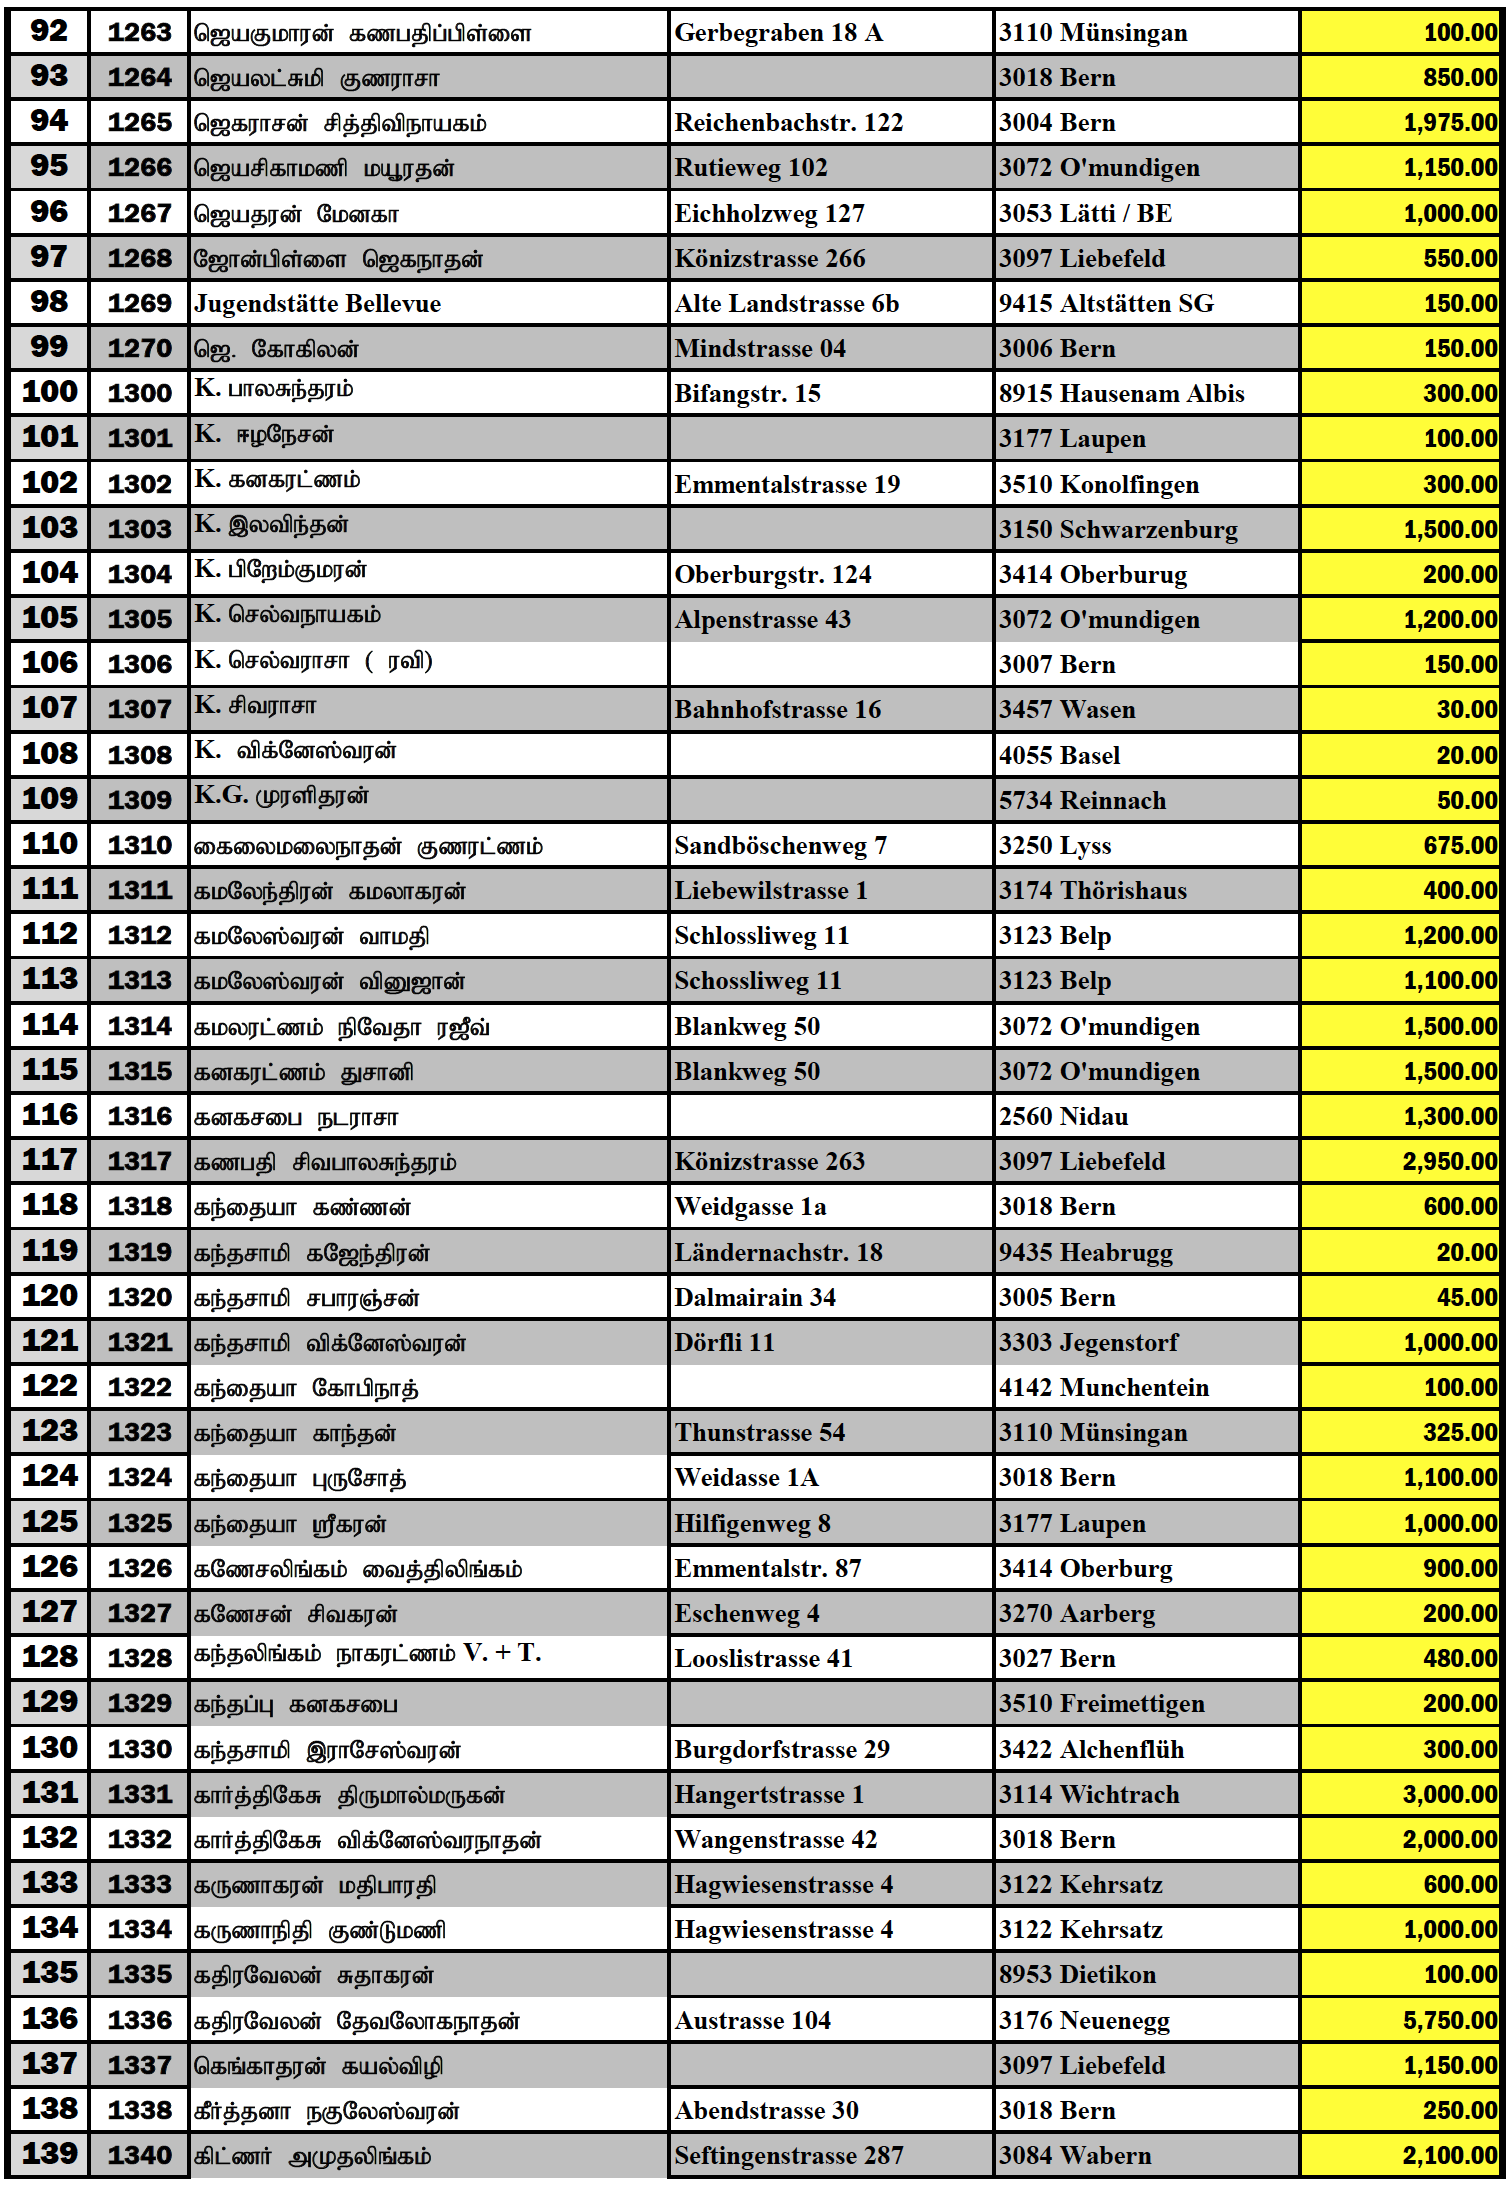 92 1263 ஜெயகுமாரன் கணபதிப்பிள்ளை Gerbegraben 18 A 3110 Münsingan 100.00
93 1264 ஜெயலட்சுமி குணராசா 3018 Bern 850.00
94 1265 ஜெகராசன் சித்திவிநாயகம் Reichenbachstr. 122 3004 Bern 1,975.00
95 1266 ஜெயசிகாமணி மயூரதன் Rutieweg 102 3072 O'mundigen 1,150.00
96 1267 ஜெயதரன் மேனகா Eichholzweg 127 3053 Lätti / BE 1,000.00
97 1268 ஜோன்பிள்ளை ஜெகநாதன் Könizstrasse 266 3097 Liebefeld 550.00
98 1269 Jugendstätte Bellevue Alte Landstrasse 6b 9415 Altstätten SG 150.00
99 1270 ஜெ. கோகிலன் Mindstrasse 04 3006 Bern 150.00
100 1300 K. பாலசுந்தரம் Bifangstr. 15 8915 Hausenam Albis 300.00
101 1301 K. ஈழநேசன் 3177 Laupen 100.00
102 1302 K. கனகரட்ணம் Emmentalstrasse 19 3510 Konolfingen 300.00
103 1303 K. இலவிந்தன் 3150 Schwarzenburg 1,500.00
104 1304 K. பிறேம்குமரன் Oberburgstr. 124 3414 Oberburug 200.00
105 1305 K. செல்வநாயகம் Alpenstrasse 43 3072 O'mundigen 1,200.00
106 1306 K. செல்வராசா ( ரவி) 3007 Bern 150.00
107 1307 K. சிவராசா Bahnhofstrasse 16 3457 Wasen 30.00
108 1308 K. விக்னேஸ்வரன் 4055 Basel 20.00
109 1309 K.G. முரளிதரன் 5734 Reinnach 50.00
110 1310 கைலைமலைநாதன் குணரட்ணம் Sandböschenweg 7 3250 Lyss 675.00
111 1311 கமலேந்திரன் கமலாகரன் Liebewilstrasse 1 3174 Thörishaus 400.00
112 1312 கமலேஸ்வரன் வாமதி Schlossliweg 11 3123 Belp 1,200.00
113 1313 கமலேஸ்வரன் வினுஜான் Schossliweg 11 3123 Belp 1,100.00
114 1314 கமலரட்ணம் நிவேதா ரஜீவ் Blankweg 50 3072 O'mundigen 1,500.00
115 1315 கனகரட்ணம் துசானி Blankweg 50 3072 O'mundigen 1,500.00
116 1316 கனகசபை நடராசா 2560 Nidau 1,300.00
117 1317 கணபதி சிவபாலசுந்தரம் Könizstrasse 263 3097 Liebefeld 2,950.00
118 1318 கந்தையா கண்ணன் Weidgasse 1a 3018 Bern 600.00
119 1319 கந்தசாமி கஜேந்திரன் Ländernachstr. 18 9435 Heabrugg 20.00
120 1320 கந்தசாமி சபாரஞ்சன் Dalmairain 34 3005 Bern 45.00
121 1321 கந்தசாமி விக்னேஸ்வரன் Dörfli 11 3303 Jegenstorf 1,000.00
122 1322 கந்தையா கோபிநாத் 4142 Munchentein 100.00
123 1323 கந்தையா காந்தன் Thunstrasse 54 3110 Münsingan 325.00
124 1324 கந்தையா புருசோத் Weidasse 1A 3018 Bern 1,100.00
125 1325 கந்தையா ஸ்ரீகரன் Hilfigenweg 8 3177 Laupen 1,000.00
126 1326 கணேசலிங்கம் வைத்திலிங்கம் Emmentalstr. 87 3414 Oberburg 900.00
127 1327 கணேசன் சிவகரன் Eschenweg 4 3270 Aarberg 200.00
128 1328 கந்தலிங்கம் நாகரட்ணம் V. + T. Looslistrasse 41 3027 Bern 480.00
129 1329 கந்தப்பு கனகசபை 3510 Freimettigen 200.00
130 1330 கந்தசாமி இராசேஸ்வரன் Burgdorfstrasse 29 3422 Alchenflüh 300.00
131 1331 கார்த்திகேசு திருமால்மருகன் Hangertstrasse 1 3114 Wichtrach 3,000.00
132 1332 கார்த்திகேசு விக்னேஸ்வரநாதன் Wangenstrasse 42 3018 Bern 2,000.00
133 1333 கருணாகரன் மதிபாரதி Hagwiesenstrasse 4 3122 Kehrsatz 600.00
134 1334 கருணாநிதி குண்டுமணி Hagwiesenstrasse 4 3122 Kehrsatz 1,000.00
135 1335 கதிரவேலன் சுதாகரன் 8953 Dietikon 100.00
136 1336 கதிரவேலன் தேவலோகநாதன் Austrasse 104 3176 Neuenegg 5,750.00
137 1337 கெங்காதரன் கயல்விழி 3097 Liebefeld 1,150.00
138 1338 கீர்த்தனா நகுலேஸ்வரன் Abendstrasse 30 3018 Bern 250.00
139 1340 கிட்ணர் அமுதலிங்கம் Seftingenstrasse 287 3084 Wabern 2,100.00